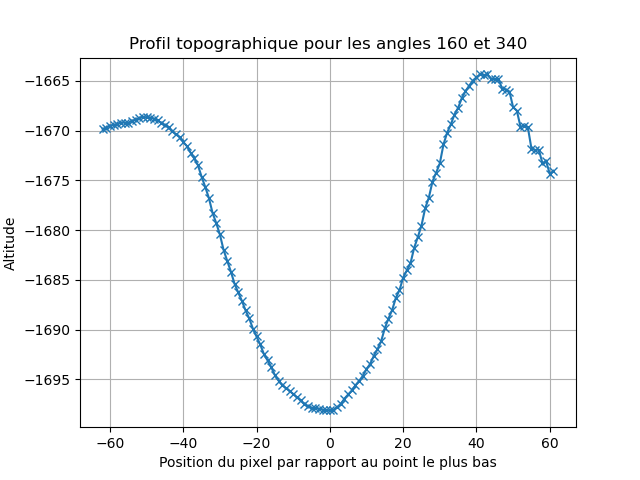 Profil topographique pour les angles 160 et 340
−1665
−1670
−1675
−1680
−1685
−1690
−1695
Altitude
−60 −40 −20 0 20 40 60
Position du pixel par rapport au point le plus bas